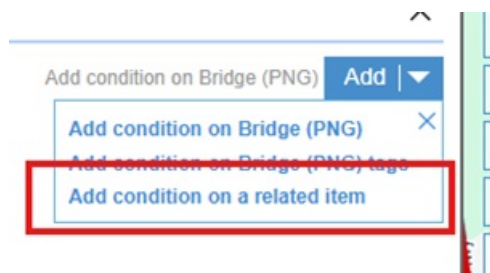 Add condition on Bridge (PNG) Add
Add condition on Bridge (PNG)
Add condition on Bridge (PNG) tags
Add condition on a related item